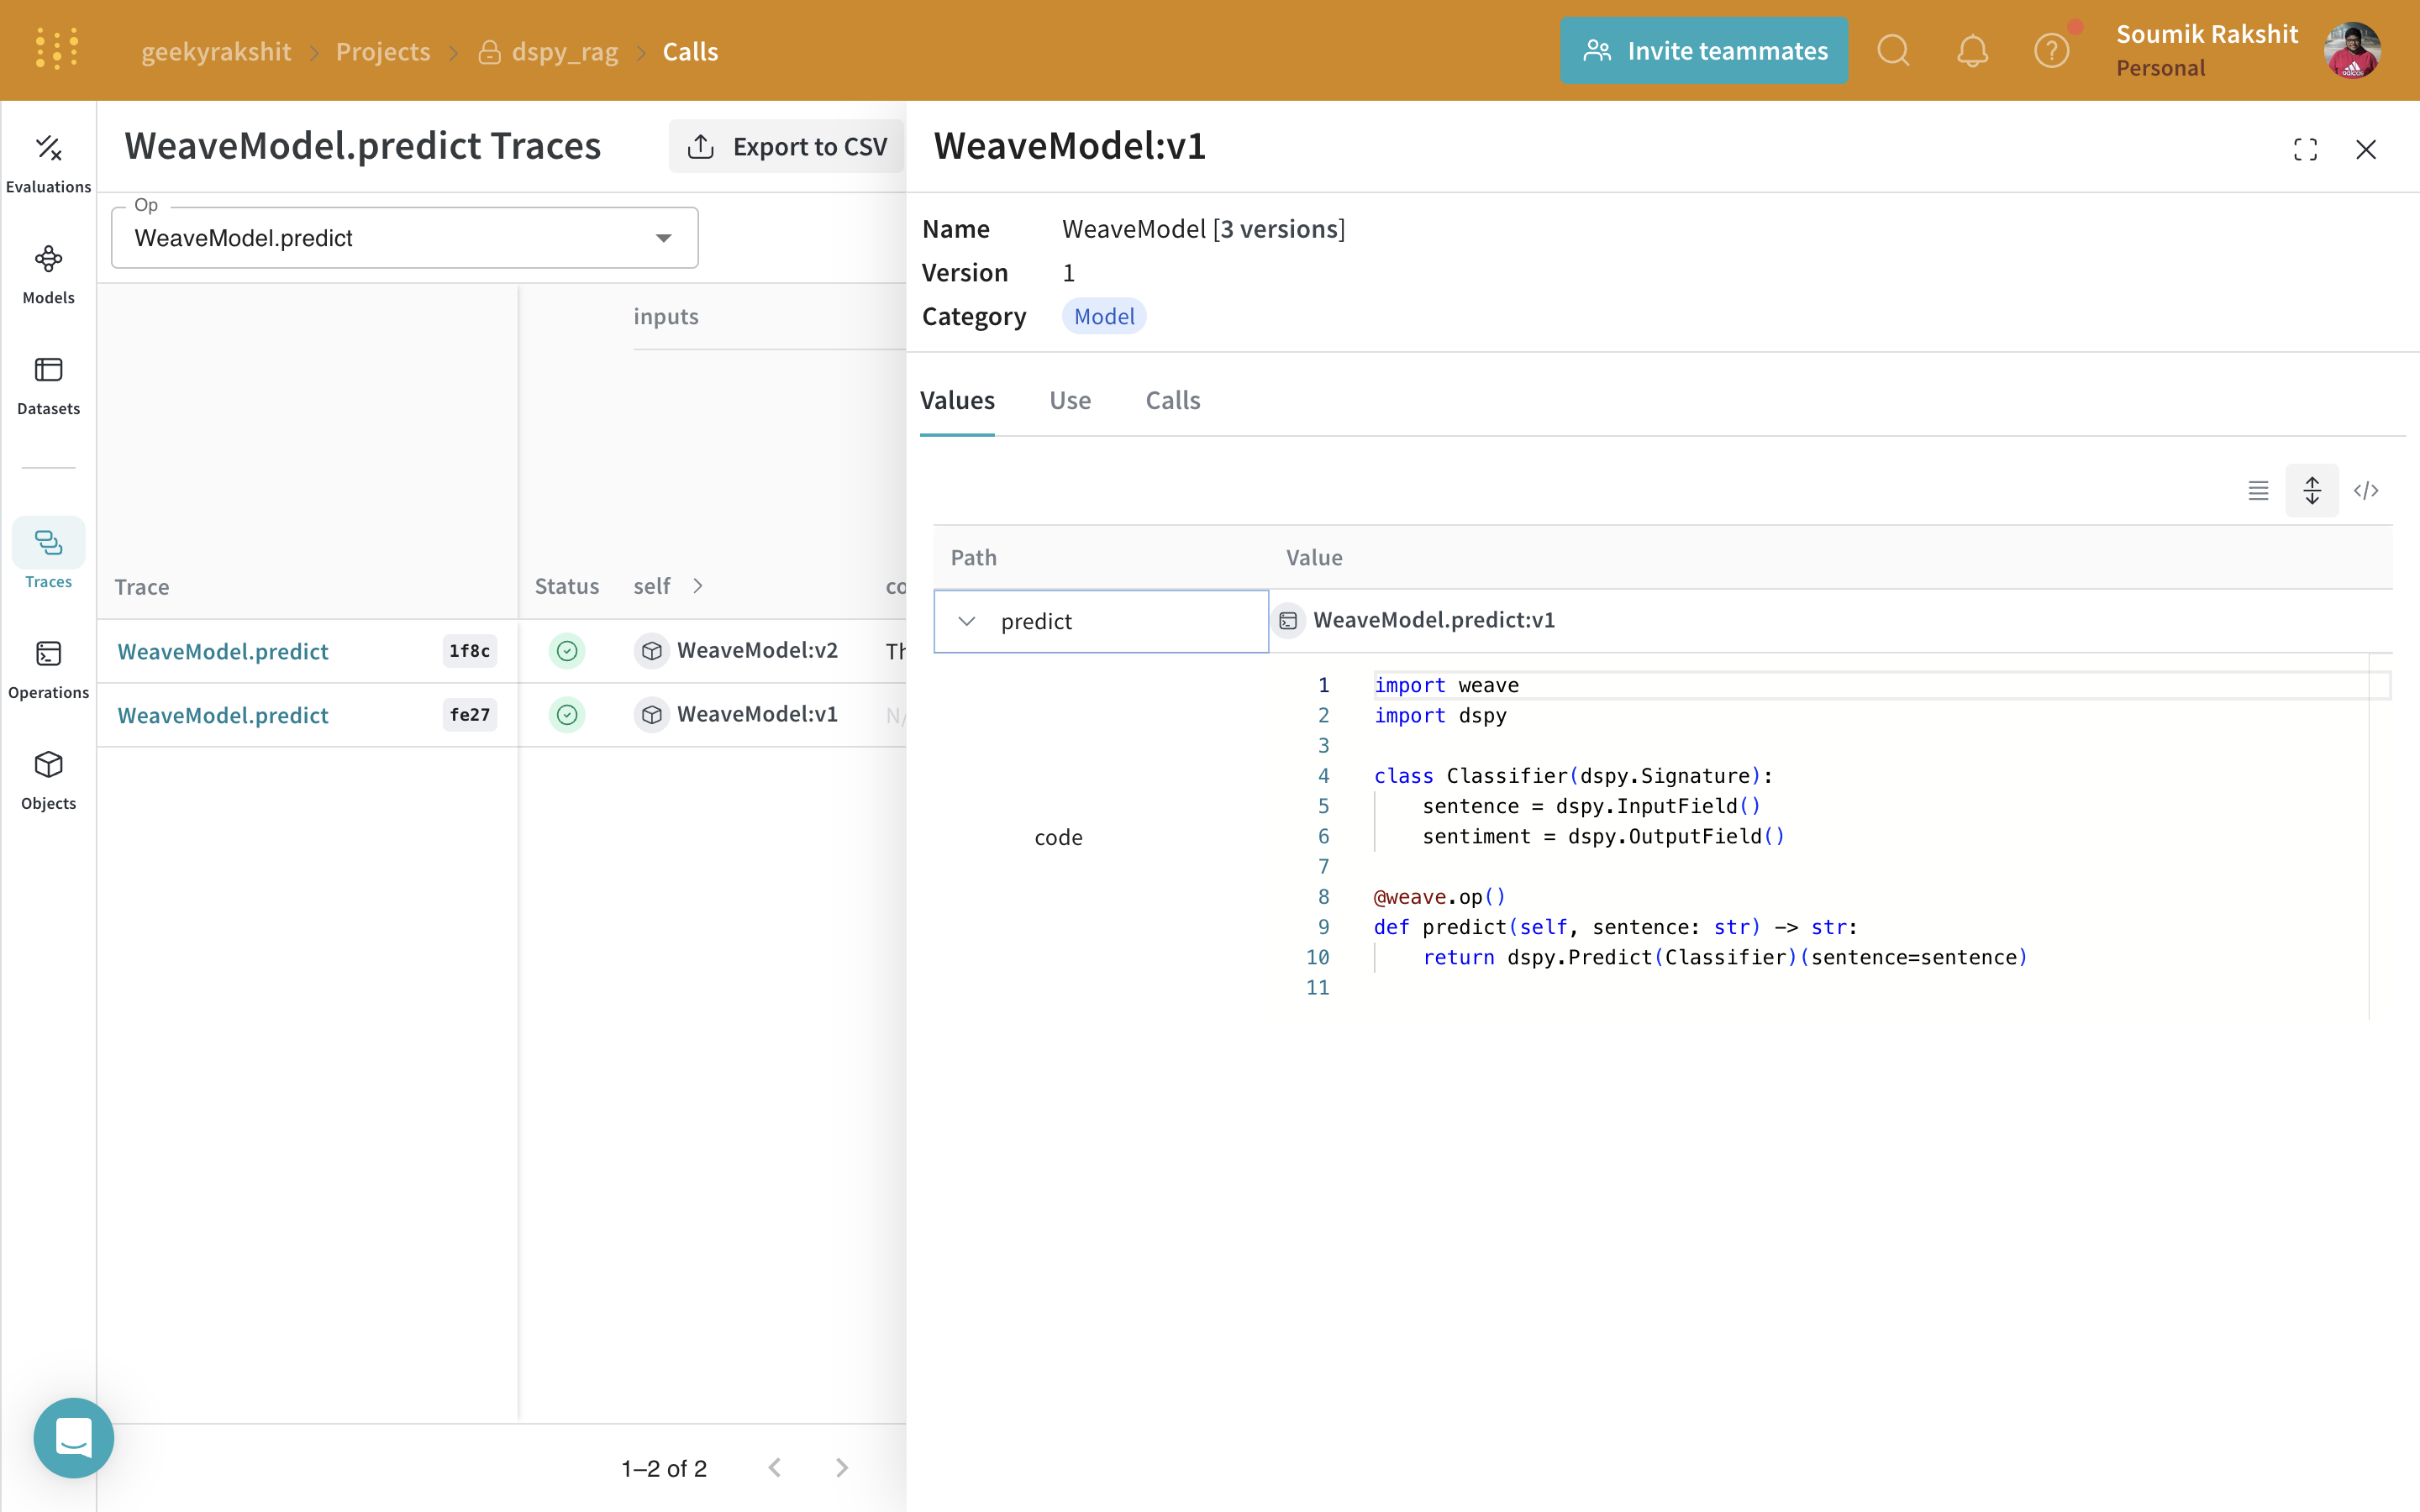 geekyrakshit > Projects > dspy_rag > Calls
Invite teammates
Soumik Rakshit
Personal
Evaluations
Models
Datasets
Traces
Operations
Objects
WeaveModel.predict Traces
Export to CSV
Op
WeaveModel.predict
inputs
Trace
Status
self
co
WeaveModel.predict 1f8c WeaveModel:v2 Th
WeaveModel.predict fe27 WeaveModel:v1 N/
1–2 of 2
WeaveModel:v1
Name WeaveModel [3 versions]
Version 1
Category Model
Values Use Calls
Path Value
predict WeaveModel.predict:v1
code
1 import weave
2 import dspy
3
4 class Classifier(dspy.Signature):
5     sentence = dspy.InputField()
6     sentiment = dspy.OutputField()
7
8 @weave.op()
9 def predict(self, sentence: str) -> str:
10     return dspy.Predict(Classifier)(sentence=sentence)
11